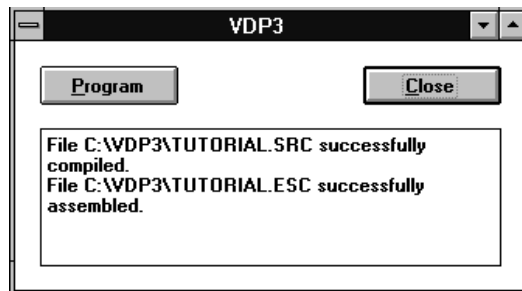 VDP3
Program
Close
File C:\VDP3\TUTORIAL.SRC successfully
compiled.
File C:\VDP3\TUTORIAL.ESC successfully
assembled.